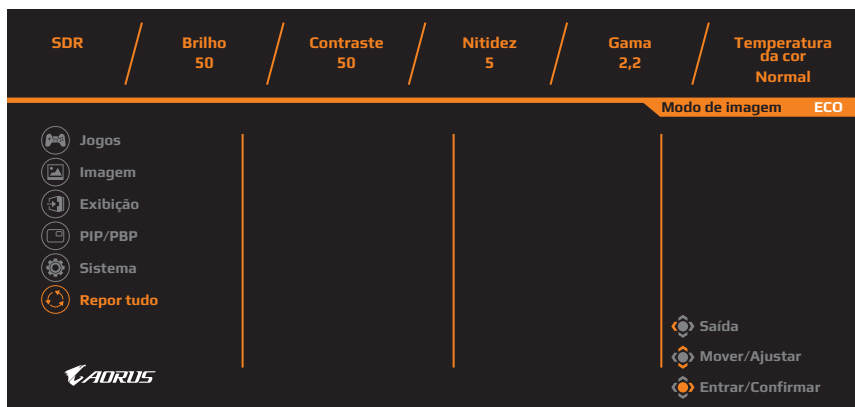 SDR
Brilho
50
Contraste
50
Nitidez
5
Gama
2,2
Temperatura
da cor
Normal
Modo de imagem ECO
Jogos
Imagem
Exibição
PIP/PBP
Sistema
Repor tudo
Saída
Mover/Ajustar
Entrar/Confirmar
AORUS